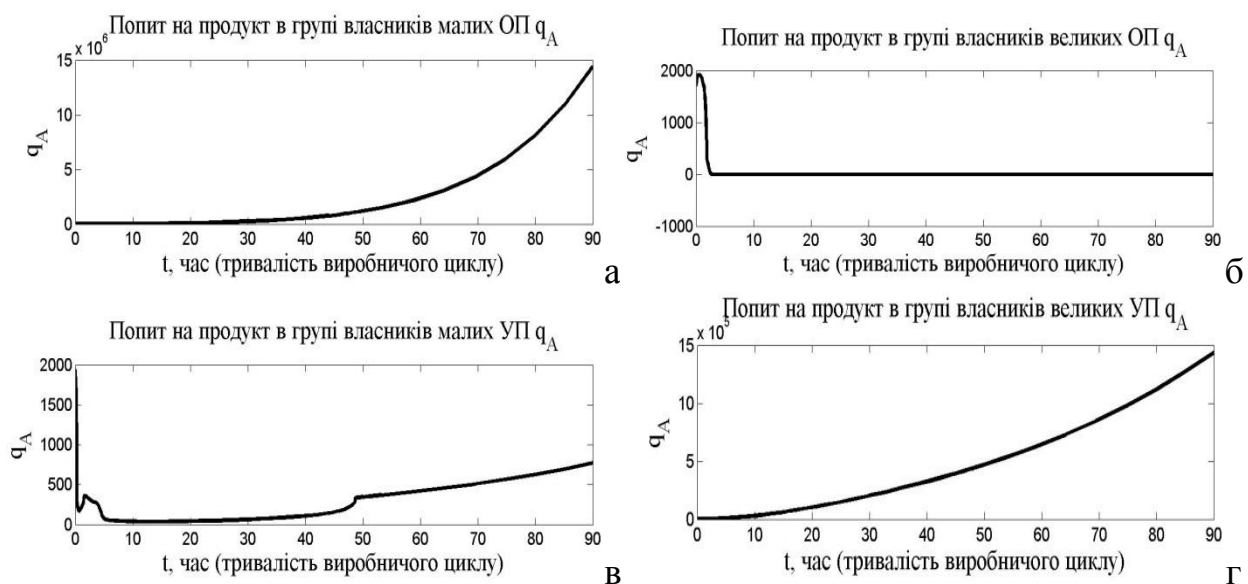 Попит на продукт в групі власників малих ОП q_A
x 10^6
15
10
5
0
q_A
0 10 20 30 40 50 60 70 80 90
t, час (тривалість виробничого циклу)
а
Попит на продукт в групі власників великих ОП q_A
2000
1000
0
-1000
q_A
0 10 20 30 40 50 60 70 80 90
t, час (тривалість виробничого циклу)
б
Попит на продукт в групі власників малих УП q_A
2000
1500
1000
500
0
q_A
0 10 20 30 40 50 60 70 80 90
t, час (тривалість виробничого циклу)
в
Попит на продукт в групі власників великих УП q_A
x 10^5
15
10
5
0
q_A
0 10 20 30 40 50 60 70 80 90
t, час (тривалість виробничого циклу)
г